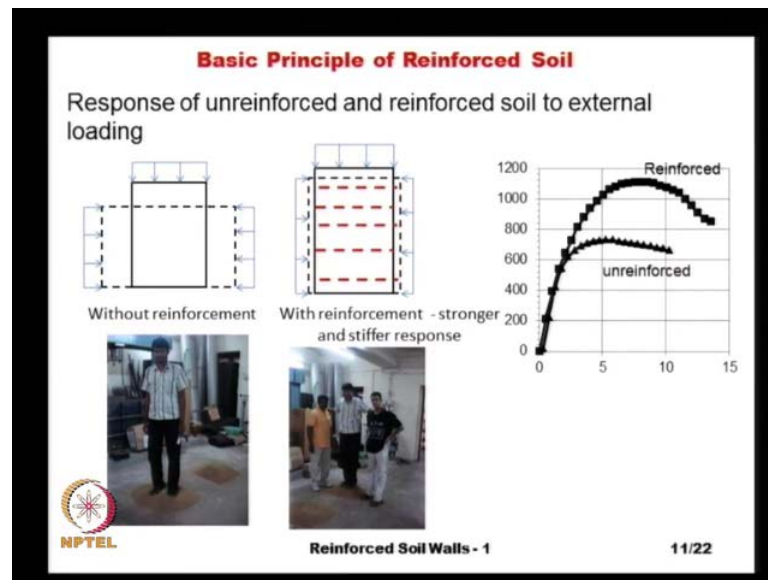 Basic Principle of Reinforced Soil
Response of unreinforced and reinforced soil to external
loading
Without reinforcement
With reinforcement - stronger
and stiffer response
1200
1000
800
600
400
200
0
0 5 10 15
Reinforced
unreinforced
NPTEL
Reinforced Soil Walls - 1
11/22